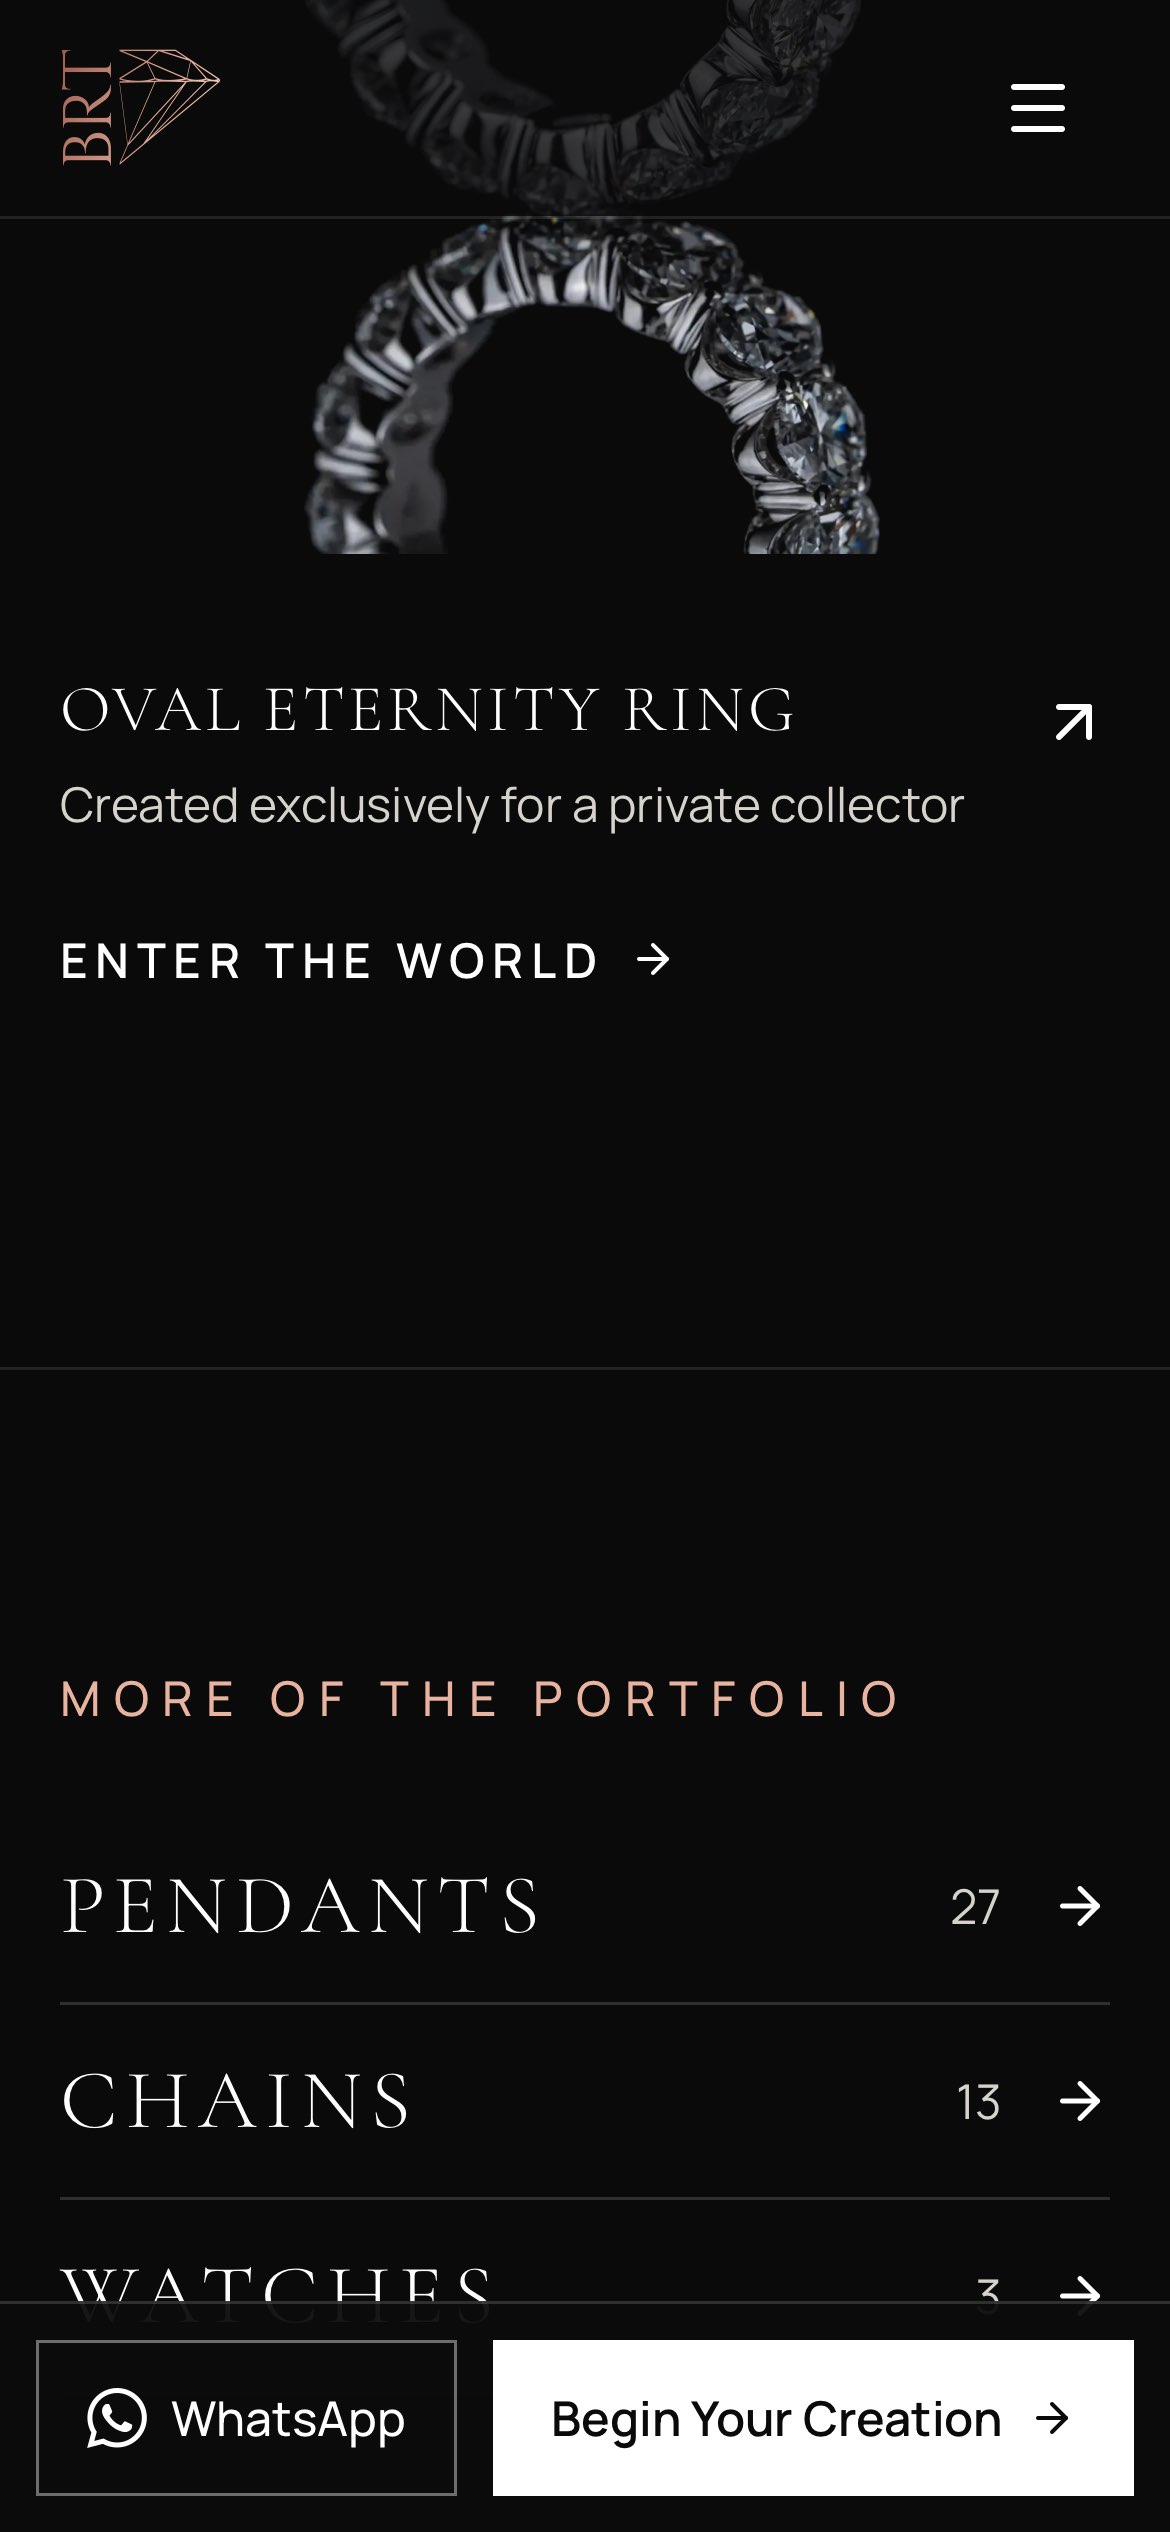 BRT
OVAL ETERNITY RING
Created exclusively for a private collector
ENTER THE WORLD
MORE OF THE PORTFOLIO
PENDANTS 27
CHAINS 13
WATCHES 3
WhatsApp
Begin Your Creation